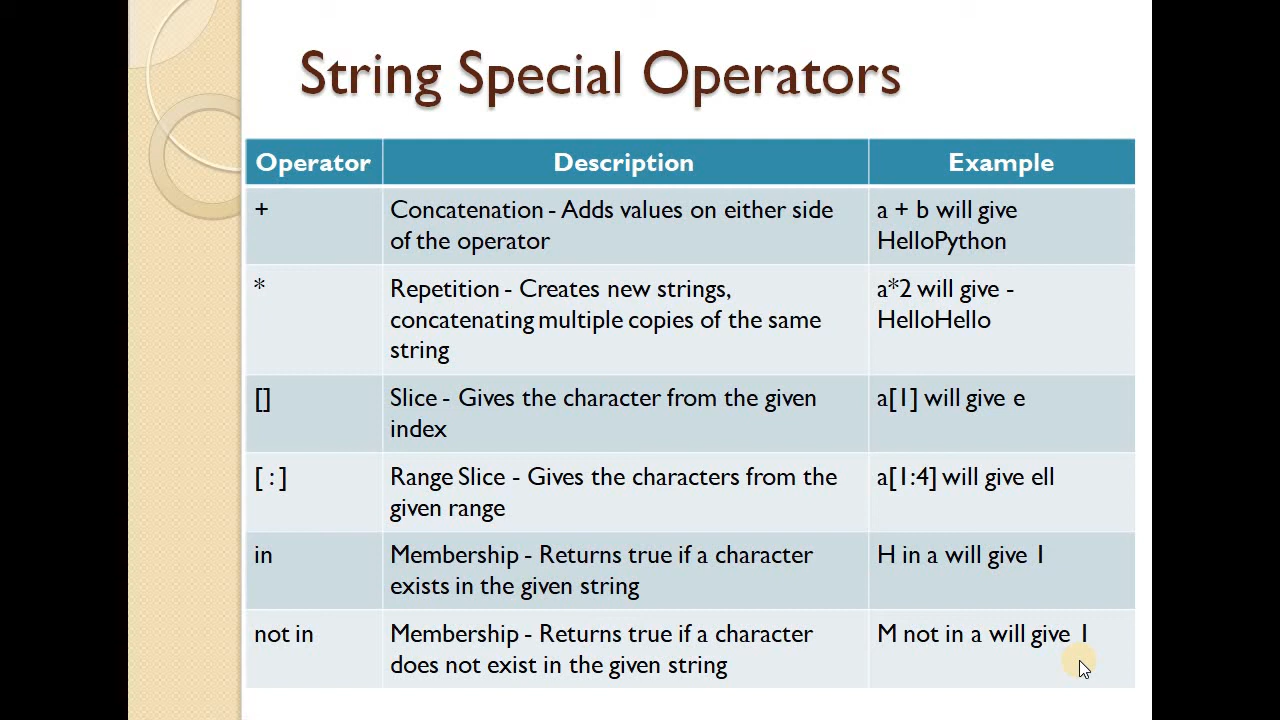 String Special Operators
Operator Description Example
+ Concatenation - Adds values on either side a + b will give
of the operator HelloPython
* Repetition - Creates new strings, a*2 will give -
concatenating multiple copies of the same HelloHello
string
[] Slice - Gives the character from the given a[1] will give e
index
[ : ] Range Slice - Gives the characters from the a[1:4] will give ell
given range
in Membership - Returns true if a character H in a will give 1
exists in the given string
not in Membership - Returns true if a character M not in a will give 1
does not exist in the given string